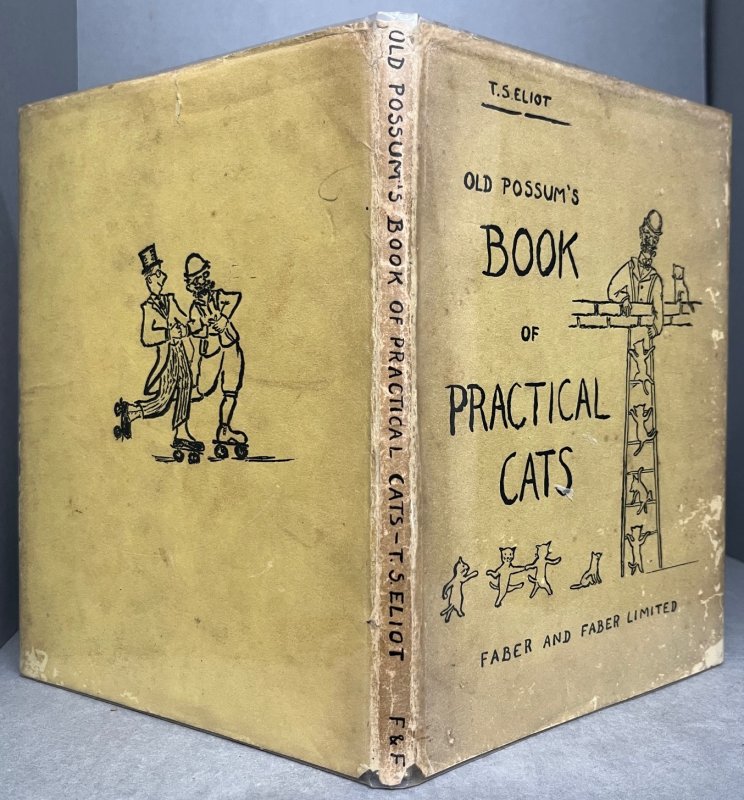 OLD POSSUM'S BOOK OF PRACTICAL CATS – T.S. ELIOT F & F
T. S. ELIOT
OLD POSSUM'S
BOOK
OF
PRACTICAL
CATS
FABER AND FABER LIMITED